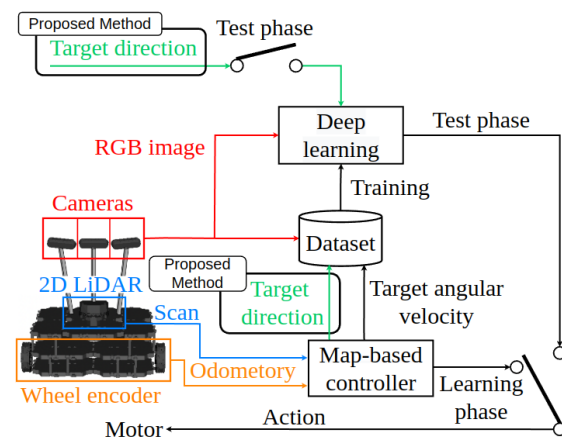 Proposed Method
Test phase
Target direction
Deep
learning
Test phase
RGB image
Training
Cameras
Dataset
Proposed
Method
2D LiDAR
Target
direction
Target angular
velocity
Scan
Map-based
controller
Odometory
Learning
phase
Wheel encoder
Action
Motor